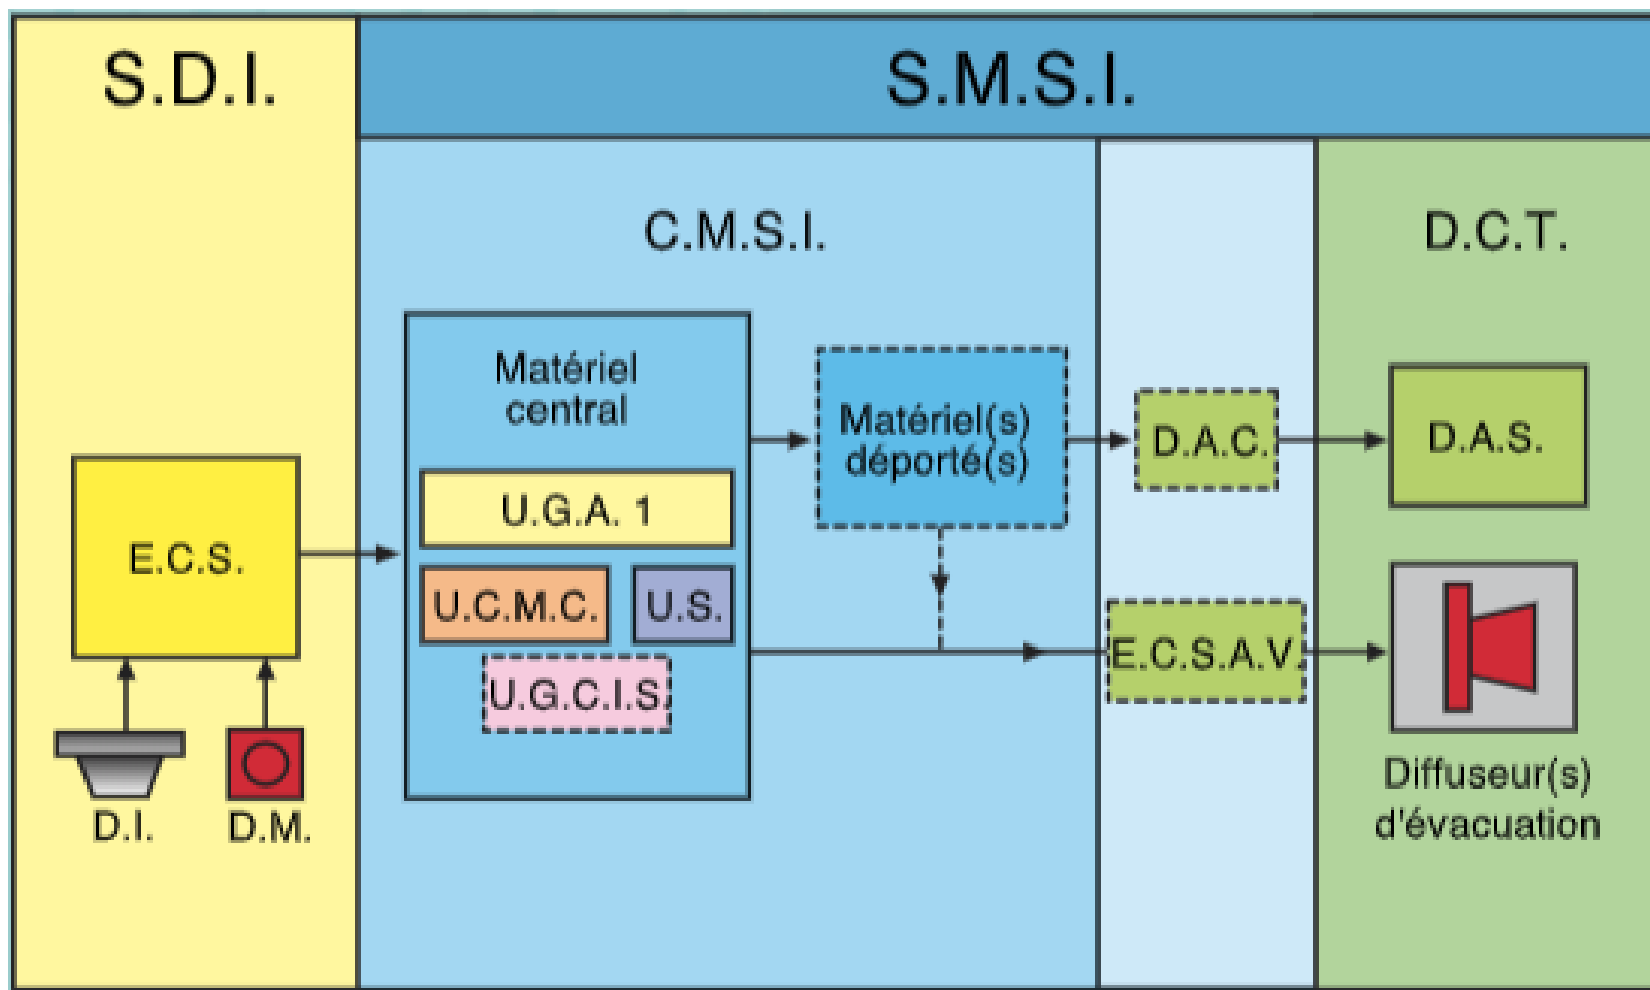 S.D.I.
S.M.S.I.
C.M.S.I.
D.C.T.
Matériel
central
U.G.A. 1
U.C.M.C.
U.S.
U.G.C.I.S.
Matériel(s)
déporté(s)
D.A.C.
D.A.S.
E.C.S.
E.C.S.A.V.
D.I.
D.M.
Diffuseur(s)
d'évacuation